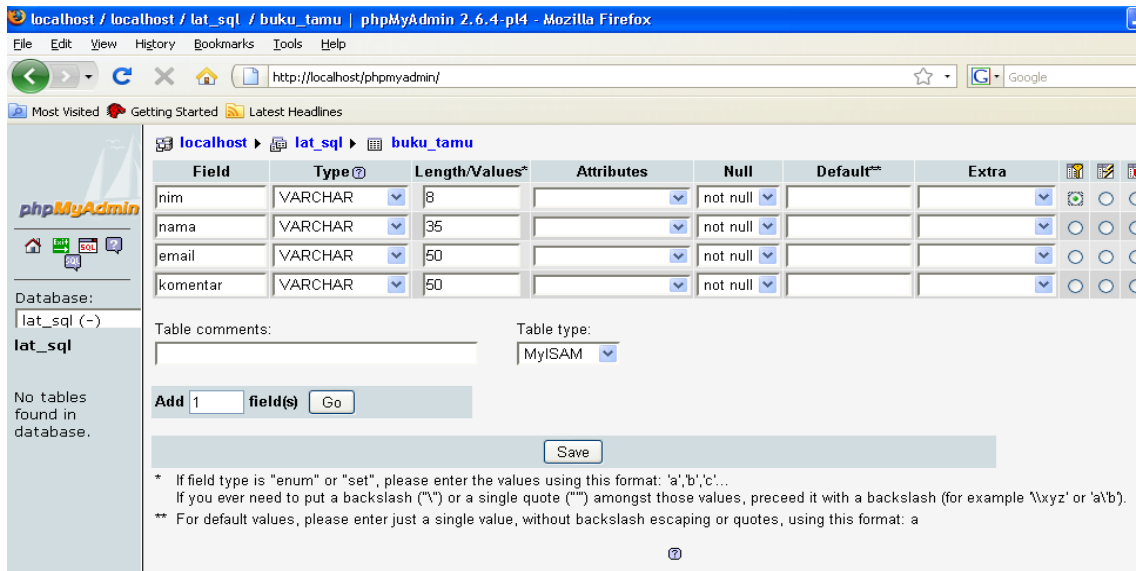 localhost / localhost / lat_sql / buku_tamu | phpMyAdmin 2.6.4-pl4 - Mozilla Firefox
File Edit View History Bookmarks Tools Help
http://localhost/phpmyadmin/ G Google
Most Visited Getting Started Latest Headlines
phpMyAdmin
Exit SQL ?
SQL
Database:
lat_sql (-)
lat_sql
No tables
found in
database.
localhost lat_sql buku_tamu
Field Type ? Length/Values* Attributes Null Default** Extra
nim VARCHAR 8 not null
nama VARCHAR 35 not null
email VARCHAR 50 not null
komentar VARCHAR 50 not null
Table comments: Table type:
MyISAM
Add 1 field(s) Go
Save
* If field type is "enum" or "set", please enter the values using this format: 'a','b','c'...
If you ever need to put a backslash ("\") or a single quote ("'") amongst those values, preceed it with a backslash (for example '\\xyz' or 'a\'b').
** For default values, please enter just a single value, without backslash escaping or quotes, using this format: a
?